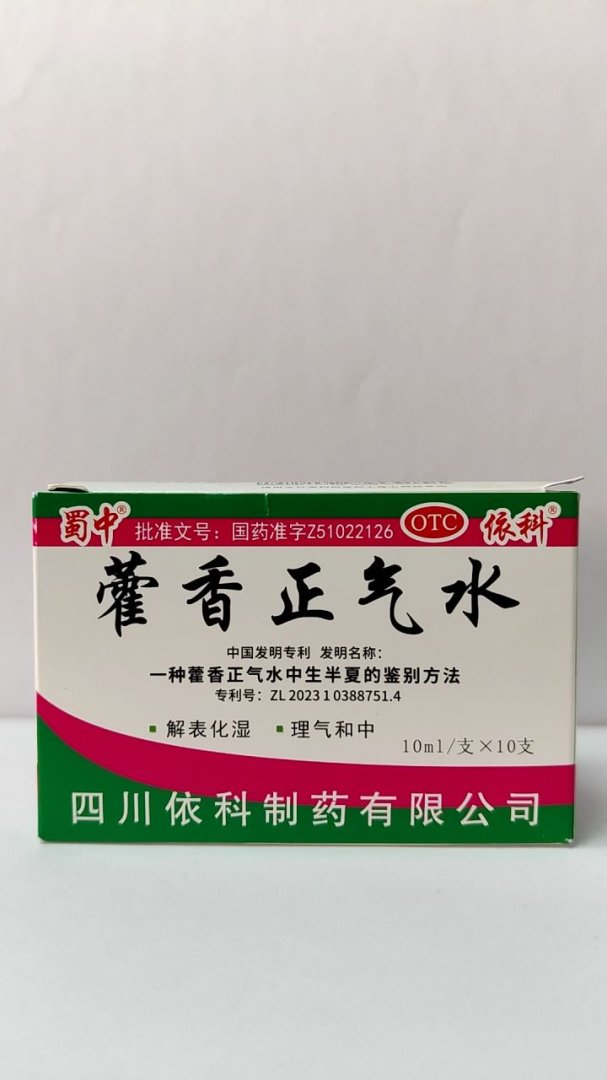 蜀中® 批准文号：国药准字Z51022126 OTC 依科®
藿香正气水
中国发明专利 发明名称：
一种藿香正气水中生半夏的鉴别方法
专利号：ZL 2023 1 0388751.4
▪ 解表化湿 ▪ 理气和中
10ml/支×10支
四川依科制药有限公司